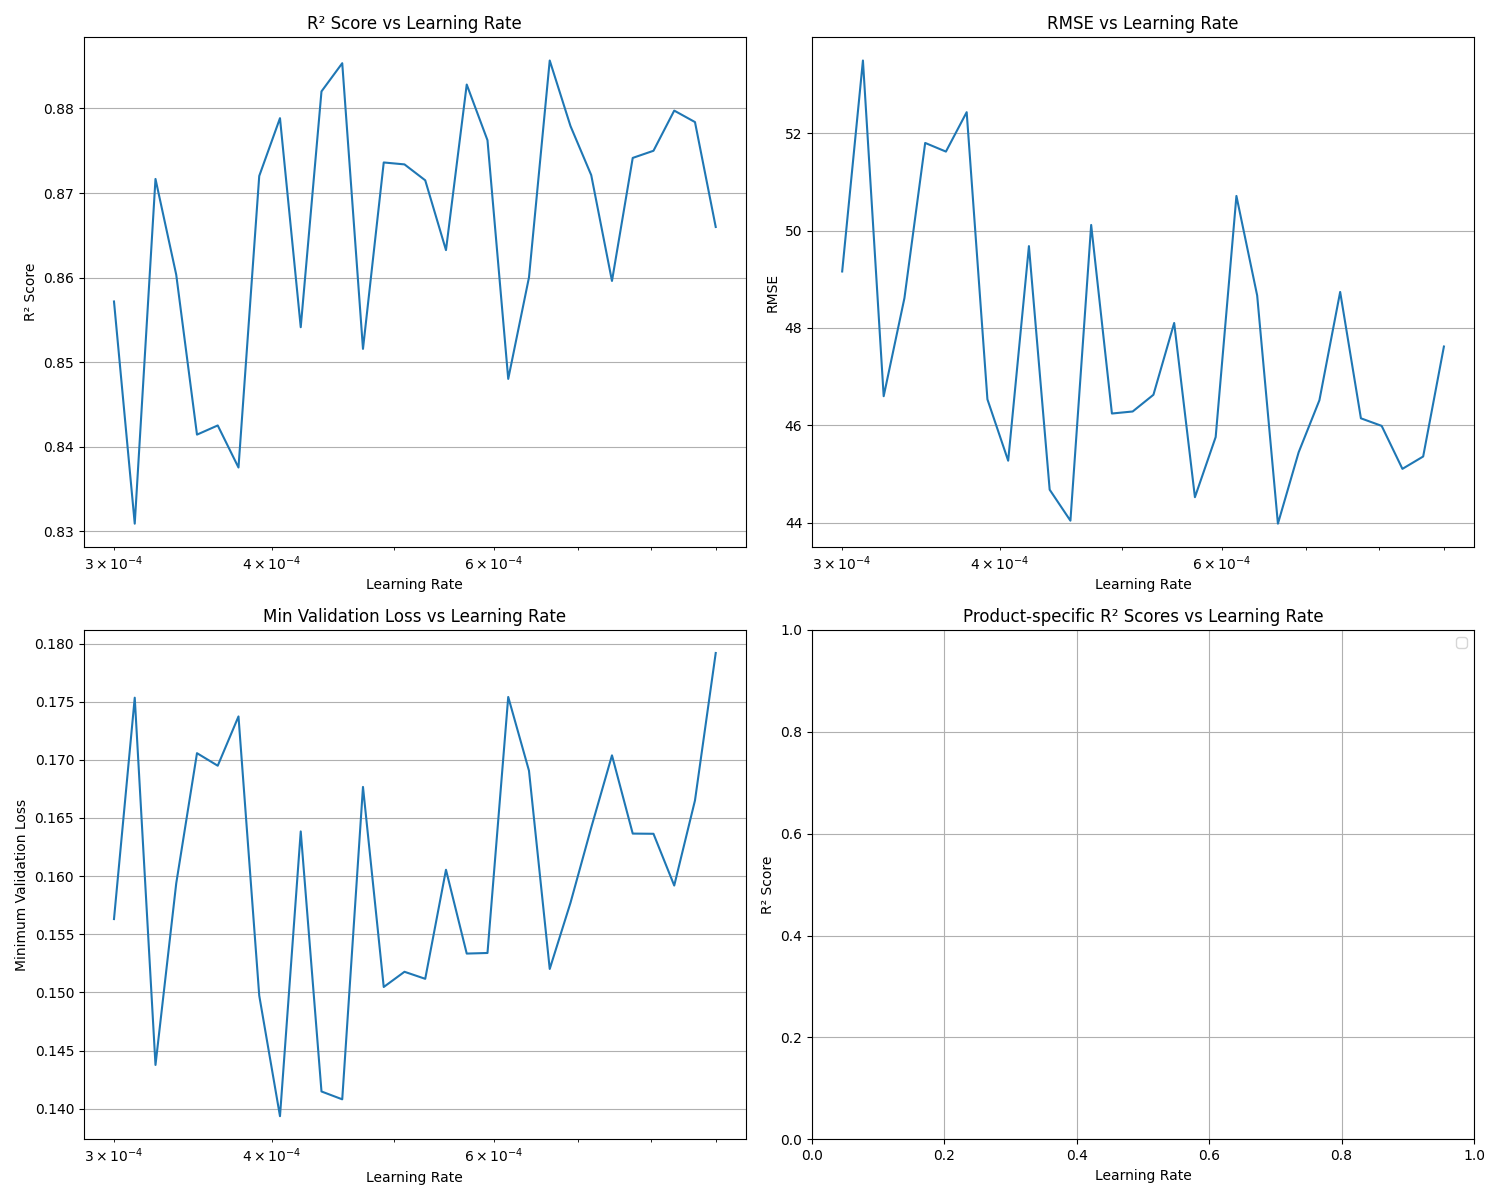 R² Score vs Learning Rate
R² Score
0.88
0.87
0.86
0.85
0.84
0.83
3 × 10⁻⁴
4 × 10⁻⁴
6 × 10⁻⁴
Learning Rate
RMSE vs Learning Rate
RMSE
52
50
48
46
44
3 × 10⁻⁴
4 × 10⁻⁴
6 × 10⁻⁴
Learning Rate
Min Validation Loss vs Learning Rate
Minimum Validation Loss
0.180
0.175
0.170
0.165
0.160
0.155
0.150
0.145
0.140
3 × 10⁻⁴
4 × 10⁻⁴
6 × 10⁻⁴
Learning Rate
Product-specific R² Scores vs Learning Rate
R² Score
1.0
0.8
0.6
0.4
0.2
0.0
0.0
0.2
0.4
0.6
0.8
1.0
Learning Rate